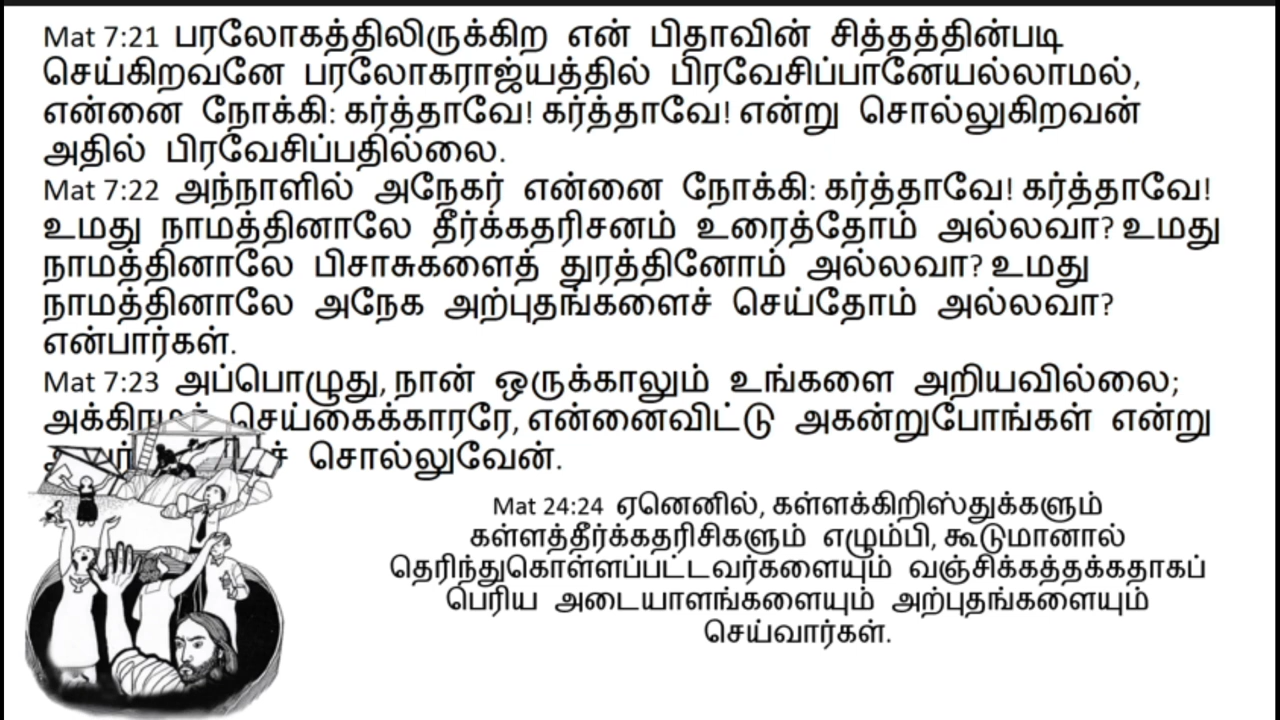 Mat 7:21 பரலோகத்திலிருக்கிற என் பிதாவின் சித்தத்தின்படி
செய்கிறவனே பரலோகராஜ்யத்தில் பிரவேசிப்பானேயல்லாமல்,
என்னை நோக்கி: கர்த்தாவே! கர்த்தாவே! என்று சொல்லுகிறவன்
அதில் பிரவேசிப்பதில்லை.
Mat 7:22 அந்நாளில் அநேகர் என்னை நோக்கி: கர்த்தாவே! கர்த்தாவே!
உமது நாமத்தினாலே தீர்க்கதரிசனம் உரைத்தோம் அல்லவா? உமது
நாமத்தினாலே பிசாசுகளைத் துரத்தினோம் அல்லவா? உமது
நாமத்தினாலே அநேக அற்புதங்களைச் செய்தோம் அல்லவா?
என்பார்கள்.
Mat 7:23 அப்பொழுது, நான் ஒருக்காலும் உங்களை அறியவில்லை;
செய்கைக்காரரே, என்னைவிட்டு அகன்றுபோங்கள் என்று
சொல்லுவேன்.
Mat 24:24 ஏனெனில், கள்ளக்கிறிஸ்துக்களும்
கள்ளத்தீர்க்கதரிசிகளும் எழும்பி, கூடுமானால்
தெரிந்துகொள்ளப்பட்டவர்களையும் வஞ்சிக்கத்தக்கதாகப்
பெரிய அடையாளங்களையும் அற்புதங்களையும்
செய்வார்கள்.